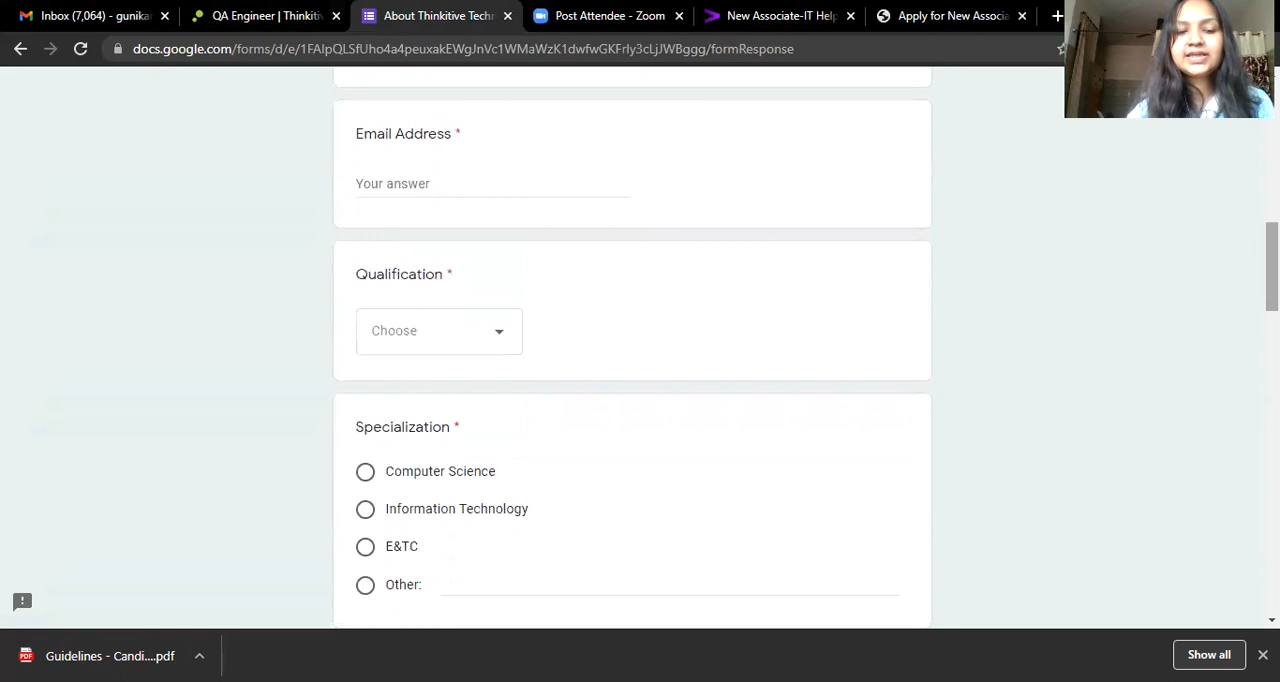 Inbox (7,064) - gunika
QA Engineer | Thinkitiv
About Thinkitive Techn
Post Attendee - Zoom
New Associate-IT Help
Apply for New Associa
docs.google.com/forms/d/e/1FAIpQLSfUho4a4peuxakEWgJnVc1WMaWzK1dwfwGKFrly3cLjJWBggg/formResponse
Email Address *
Your answer
Qualification *
Choose
Specialization *
Computer Science
Information Technology
E&TC
Other:
PDF
Guidelines - Candi....pdf
Show all